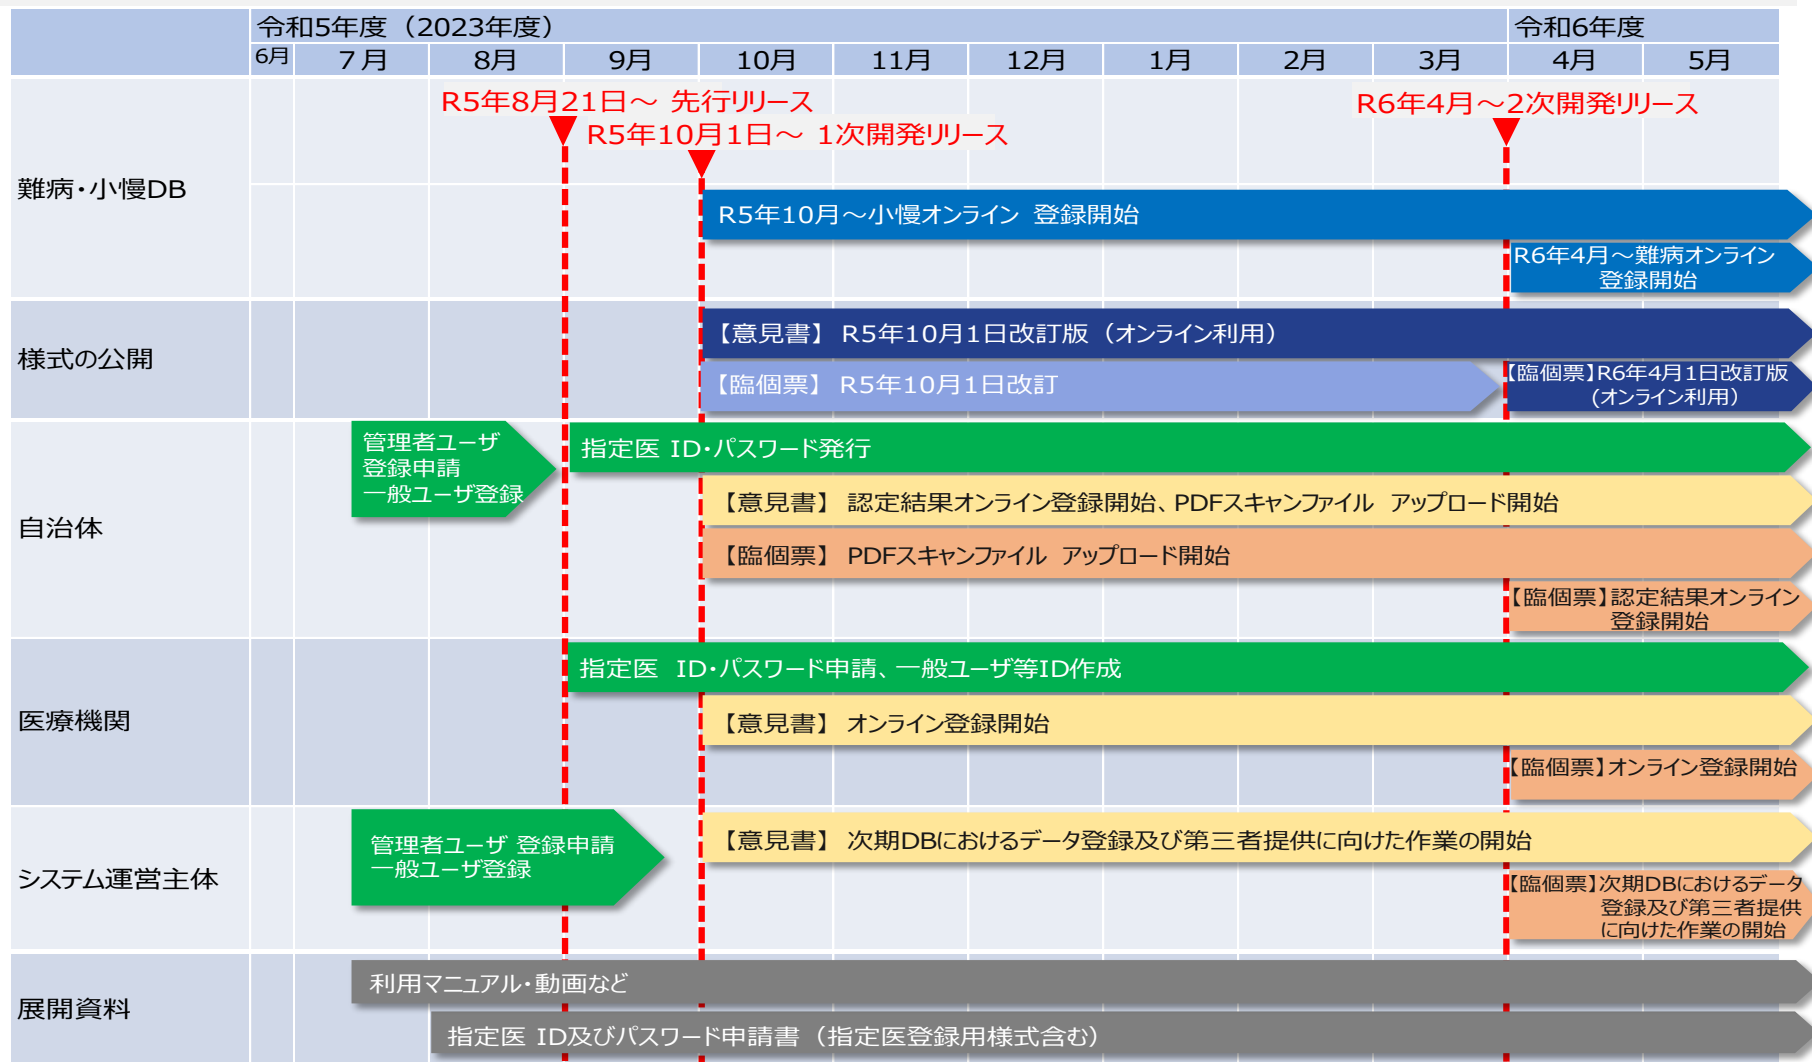 令和5年度（2023年度）
令和6年度
6月
7月
8月
9月
10月
11月
12月
1月
2月
3月
4月
5月
難病・小慢DB
R5年8月21日～ 先行リリース
R5年10月1日～ 1次開発リリース
R6年4月～2次開発リリース
R5年10月～小慢オンライン 登録開始
R6年4月～難病オンライン
登録開始
様式の公開
【意見書】 R5年10月1日改訂版（オンライン利用）
【臨個票】 R5年10月1日改訂
【臨個票】R6年4月1日改訂版
(オンライン利用）
自治体
管理者ユーザ
登録申請
一般ユーザ登録
指定医 ID・パスワード発行
【意見書】 認定結果オンライン登録開始、PDFスキャンファイル アップロード開始
【臨個票】 PDFスキャンファイル アップロード開始
【臨個票】認定結果オンライン
登録開始
医療機関
指定医 ID・パスワード申請、一般ユーザ等ID作成
【意見書】 オンライン登録開始
【臨個票】オンライン登録開始
システム運営主体
管理者ユーザ 登録申請
一般ユーザ登録
【意見書】 次期DBにおけるデータ登録及び第三者提供に向けた作業の開始
【臨個票】次期DBにおけるデータ
登録及び第三者提供
に向けた作業の開始
展開資料
利用マニュアル・動画など
指定医 ID及びパスワード申請書（指定医登録用様式含む）